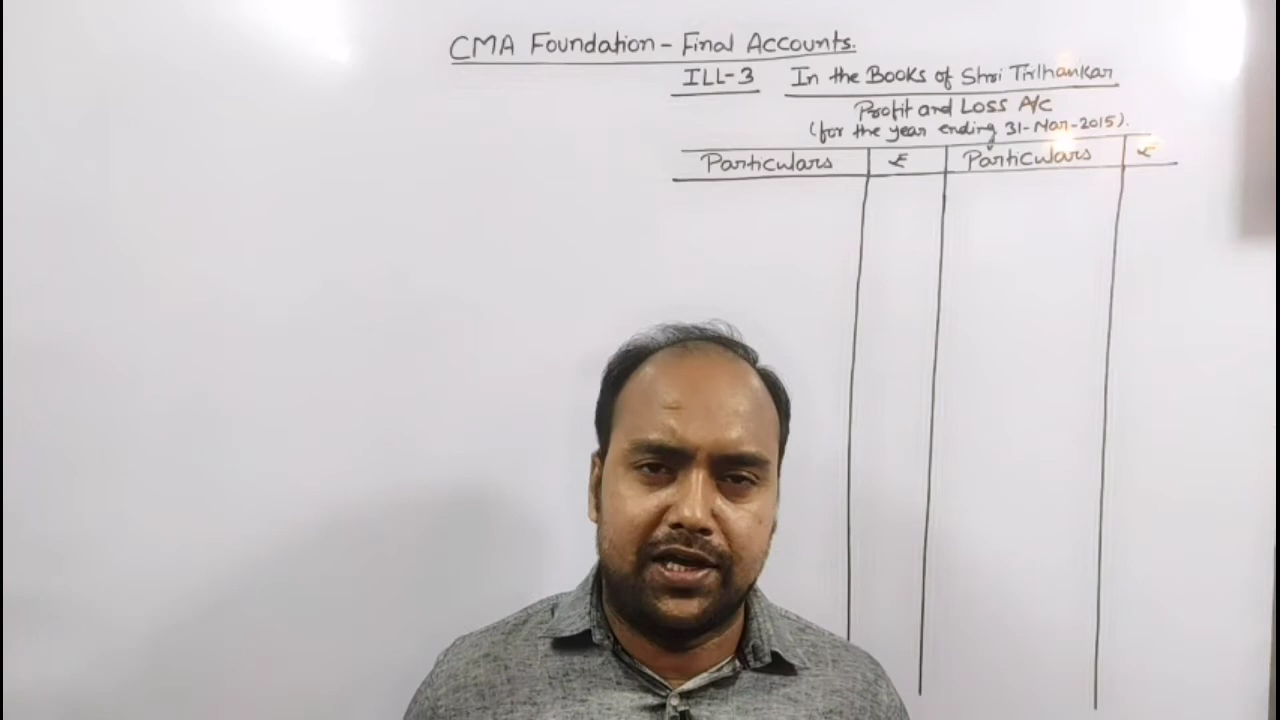 CMA Foundation - Final Accounts.
ILL-3 In the Books of Shri Tirthankar
Profit and Loss A/c
(for the year ending 31-Mar-2015).
Particulars ₹ Particulars ₹